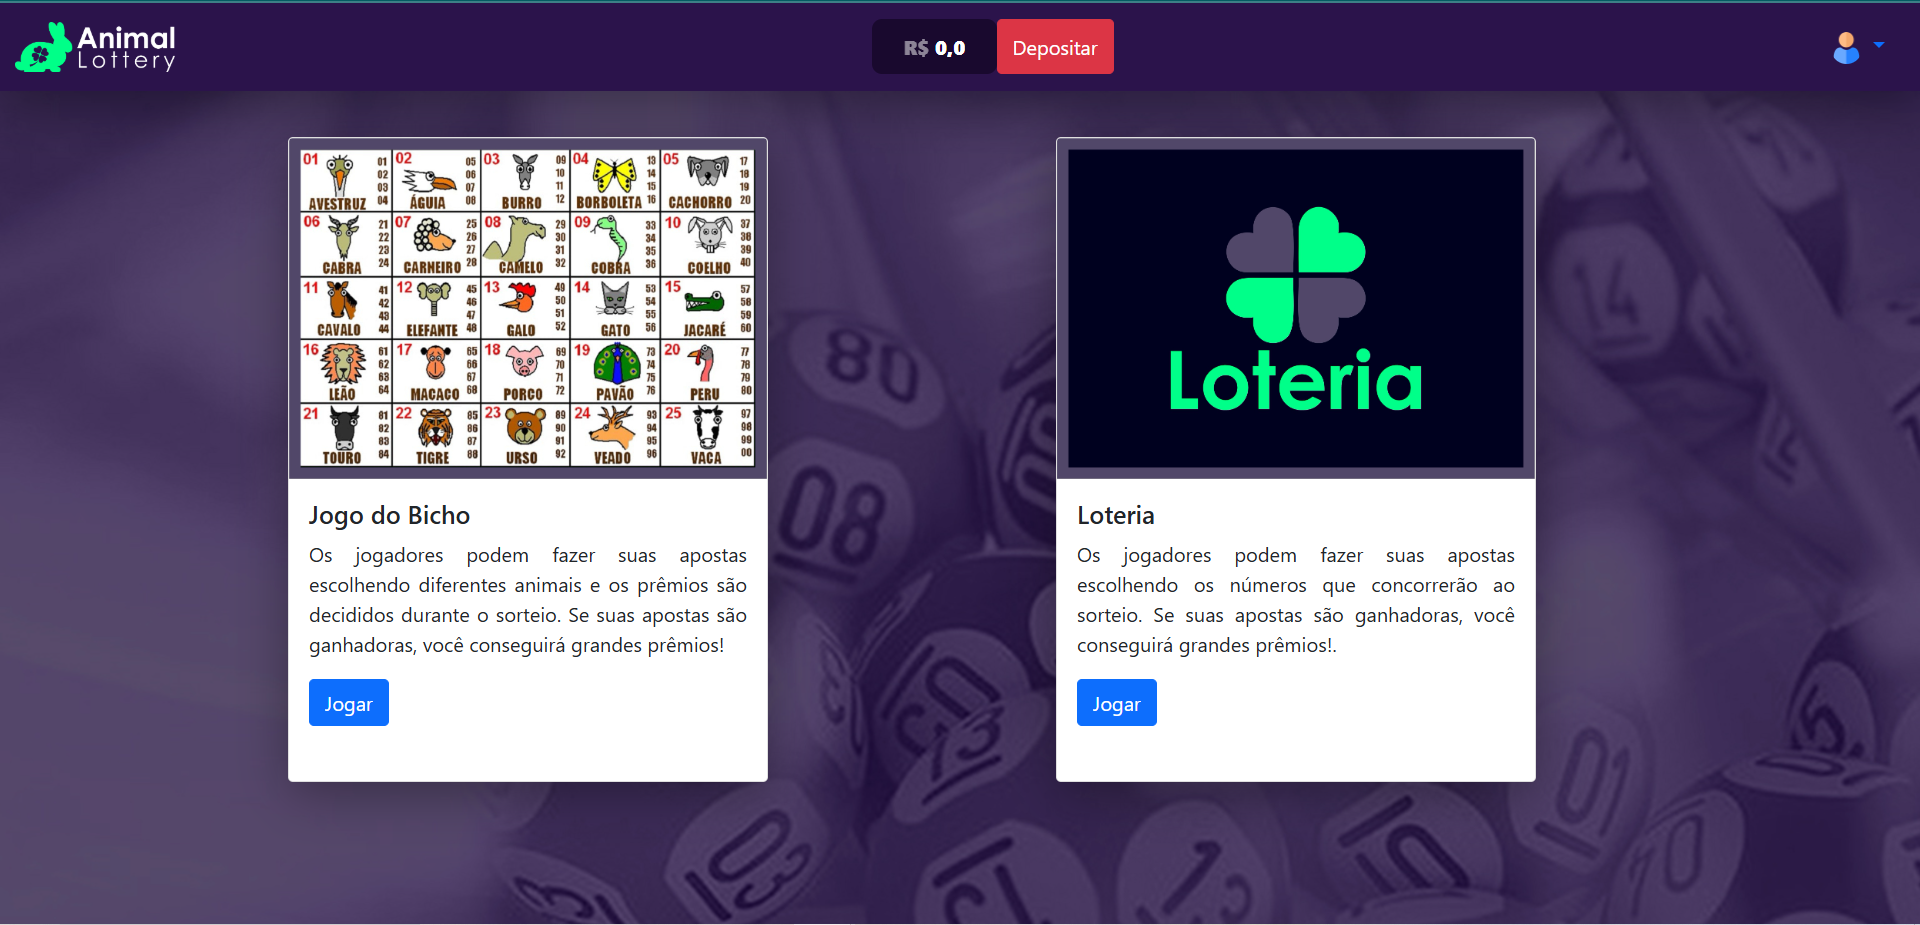 Animal
Lottery
R$ 0,0
Depositar
01 AVESTRUZ 01 02 03 04
02 ÁGUIA 05 06 07 08
03 BURRO 09 10 11 12
04 BORBOLETA 13 14 15 16
05 CACHORRO 17 18 19 20
06 CABRA 21 22 23 24
07 CARNEIRO 25 26 27 28
08 CAMELO 29 30 31 32
09 COBRA 33 34 35 36
10 COELHO 37 38 39 40
11 CAVALO 41 42 43 44
12 ELEFANTE 45 46 47 48
13 GALO 49 50 51 52
14 GATO 53 54 55 56
15 JACARÉ 57 58 59 60
16 LEÃO 61 62 63 64
17 MACACO 65 66 67 68
18 PORCO 69 70 71 72
19 PAVÃO 73 74 75 76
20 PERU 77 78 79 80
21 TOURO 81 82 83 84
22 TIGRE 85 86 87 88
23 URSO 89 90 91 92
24 VEADO 93 94 95 96
25 VACA 97 98 99 00
Jogo do Bicho
Os jogadores podem fazer suas apostas
escolhendo diferentes animais e os prêmios são
decididos durante o sorteio. Se suas apostas são
ganhadoras, você conseguirá grandes prêmios!
Jogar
Loteria
Loteria
Os jogadores podem fazer suas apostas
escolhendo os números que concorrerão ao
sorteio. Se suas apostas são ganhadoras, você
conseguirá grandes prêmios!.
Jogar
80
08
03
10